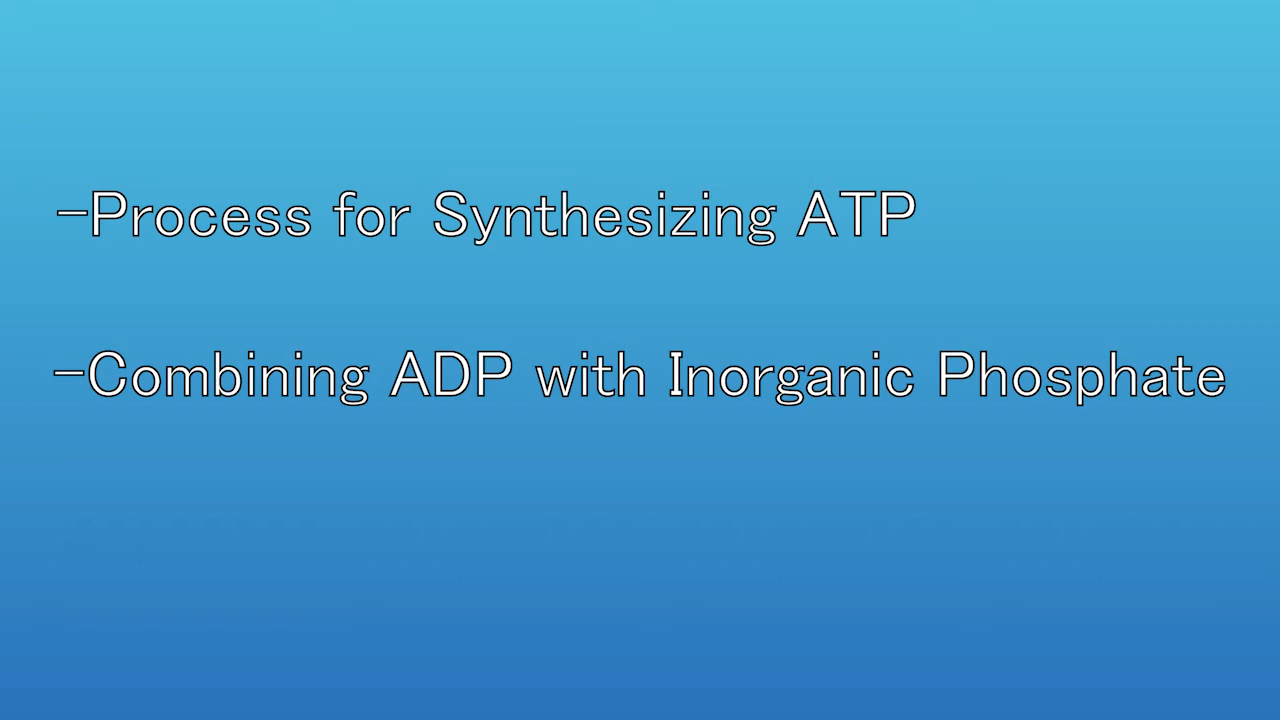 -Process for Synthesizing ATP
-Combining ADP with Inorganic Phosphate